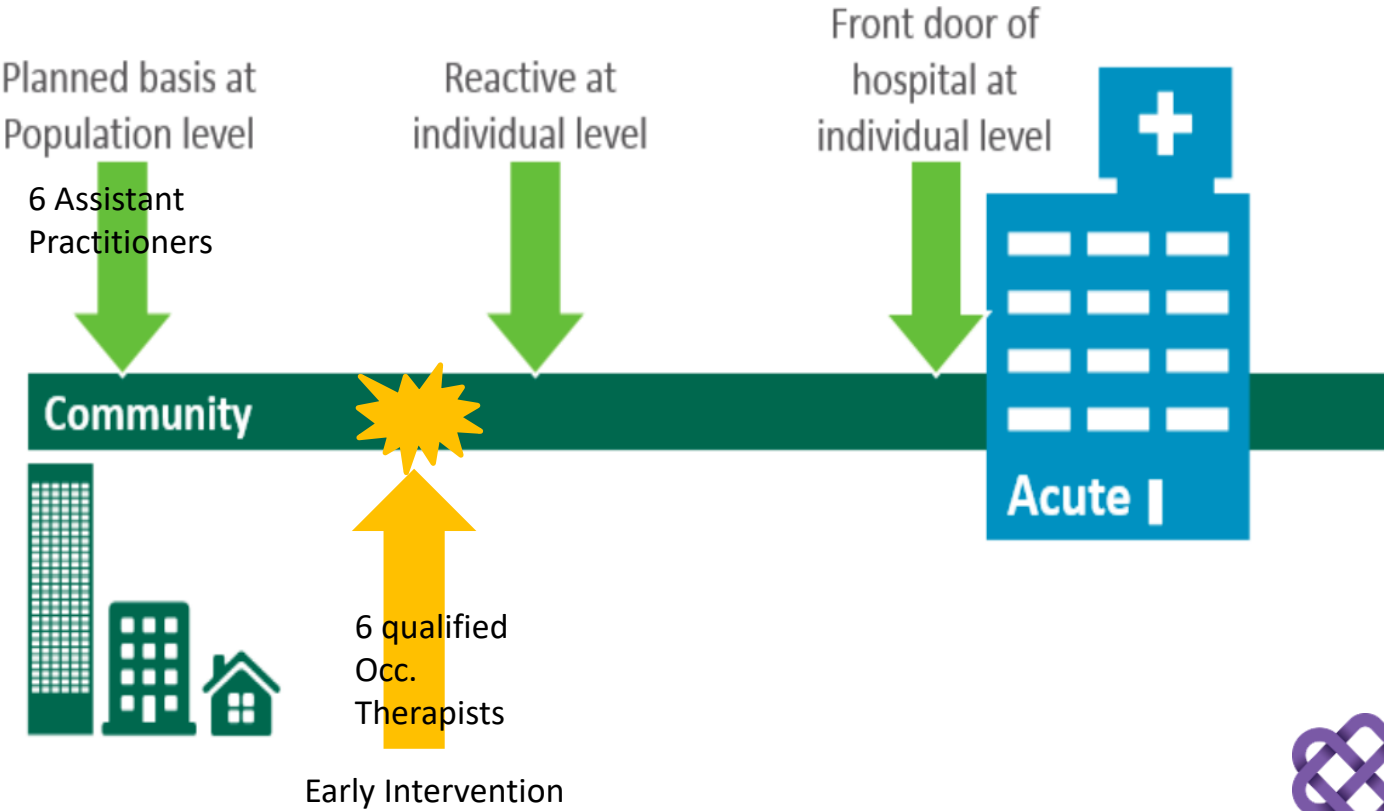 Planned basis at
Population level
6 Assistant
Practitioners
Reactive at
individual level
Front door of
hospital at
individual level
Community
Acute
6 qualified
Occ.
Therapists
Early Intervention